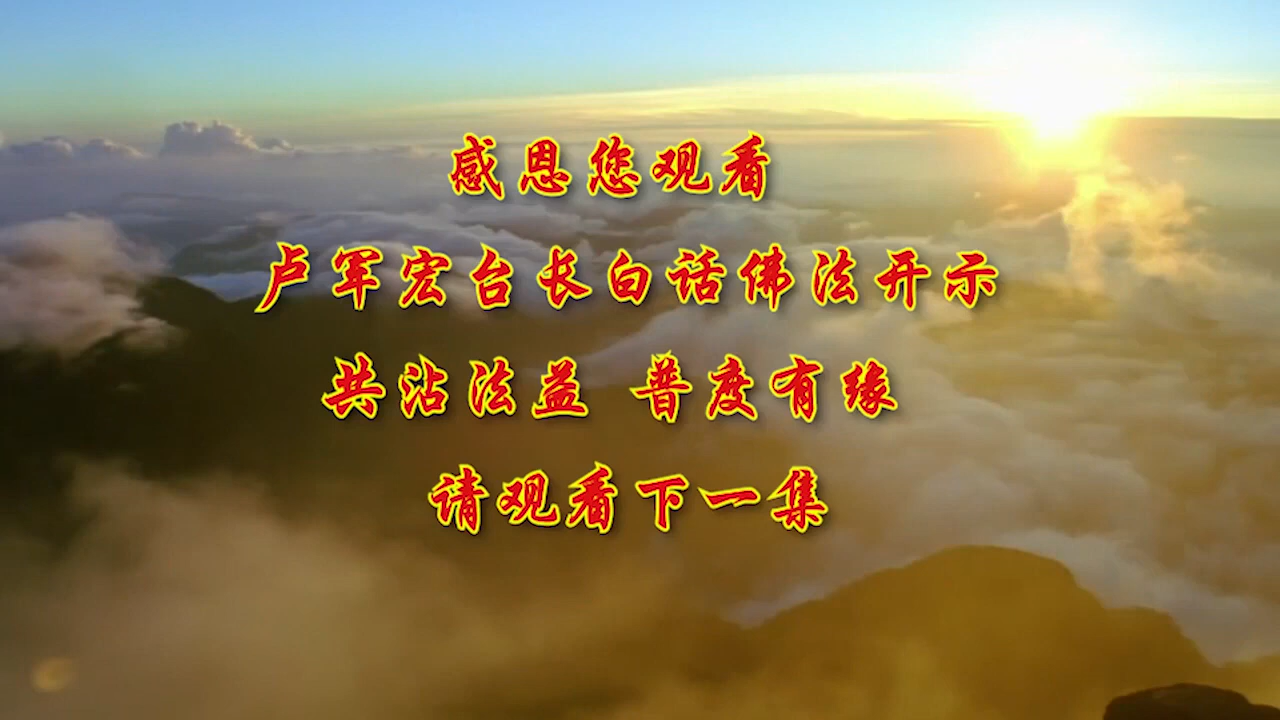 感恩您观看
卢军宏台长白话佛法开示
共沾法益 普度有缘
请观看下一集